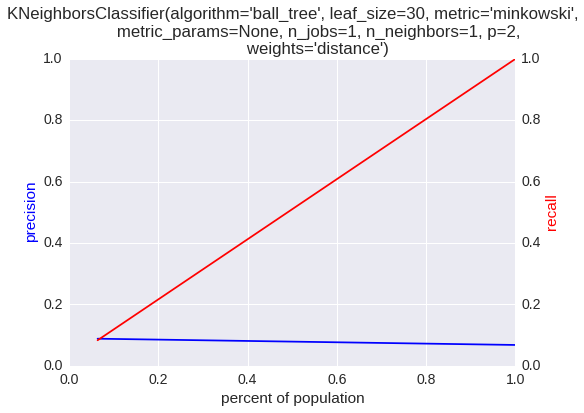 KNeighborsClassifier(algorithm='ball_tree', leaf_size=30, metric='minkowski',
metric_params=None, n_jobs=1, n_neighbors=1, p=2,
weights='distance')
1.0 1.0
0.8 0.8
0.6 0.6
precision recall
0.4 0.4
0.2 0.2
0.0 0.0
0.0 0.2 0.4 0.6 0.8 1.0
percent of population